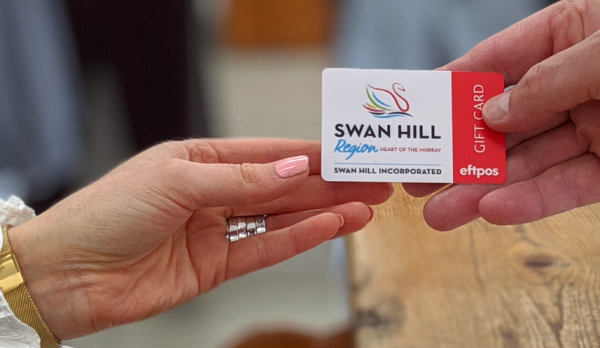 SWAN HILL
Region HEART OF THE MURRAY
SWAN HILL INCORPORATED
GIFT CARD
eftpos